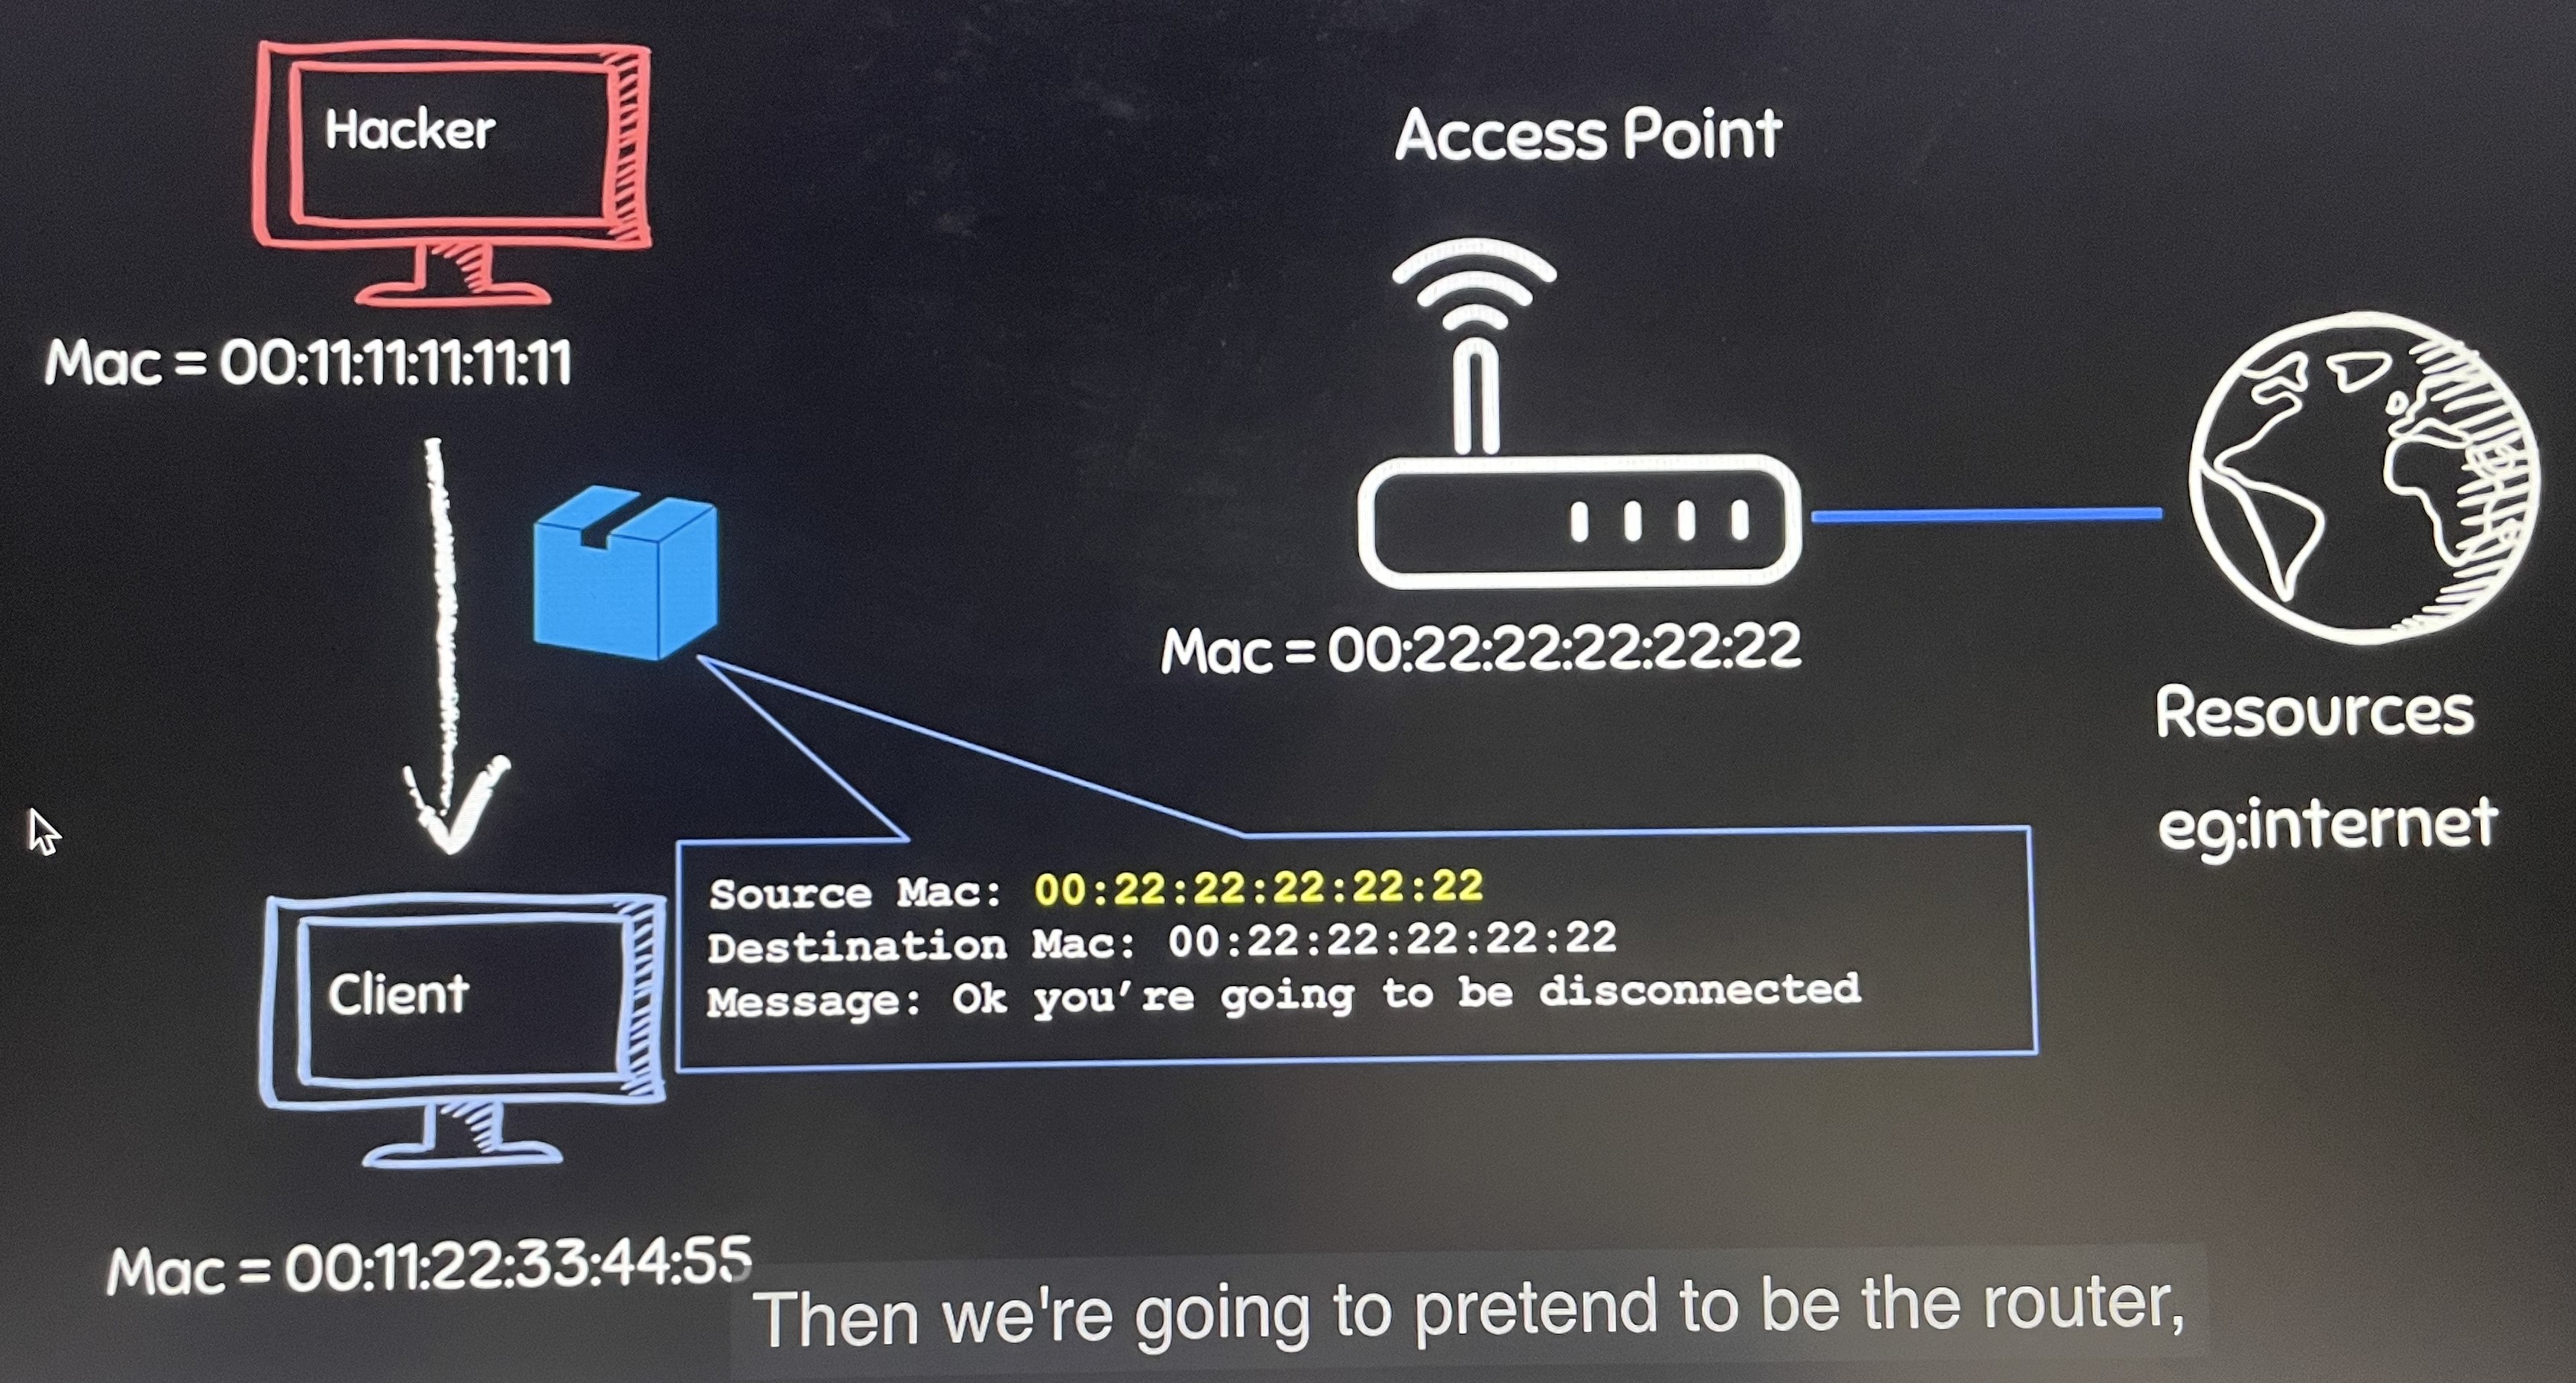 Hacker
Mac = 00:11:11:11:11:11
Access Point
Mac = 00:22:22:22:22:22
Resources
eg:internet
Source Mac: 00:22:22:22:22:22
Destination Mac: 00:22:22:22:22:22
Message: Ok you’re going to be disconnected
Client
Mac = 00:11:22:33:44:55
Then we're going to pretend to be the router,